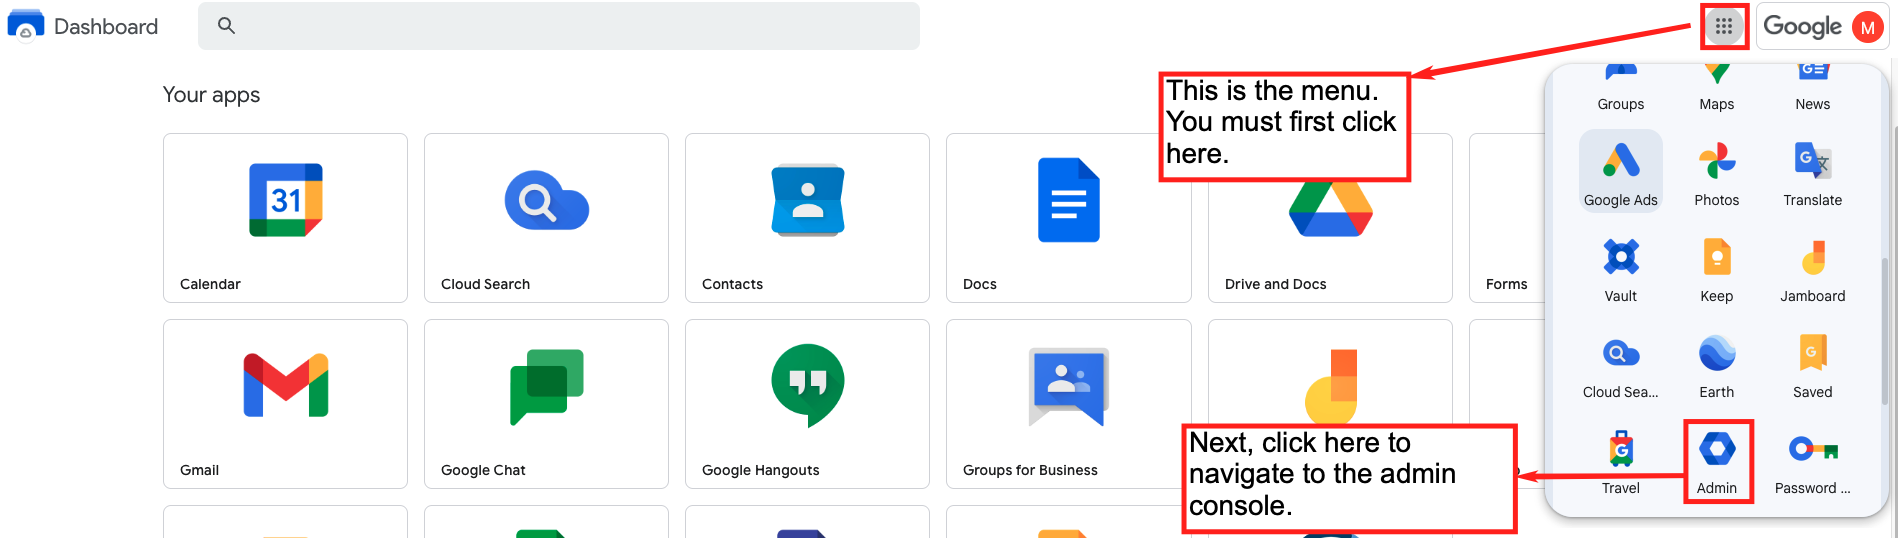 Dashboard
Google
M
Your apps
This is the menu.
You must first click
here.
31
Calendar
Cloud Search
Contacts
Docs
Drive and Docs
Forms
Gmail
Google Chat
Google Hangouts
Groups for Business
Next, click here to
navigate to the admin
console.
Groups
Maps
News
Google Ads
Photos
Translate
Vault
Keep
Jamboard
Cloud Sea...
Earth
Saved
Travel
Admin
Password ...